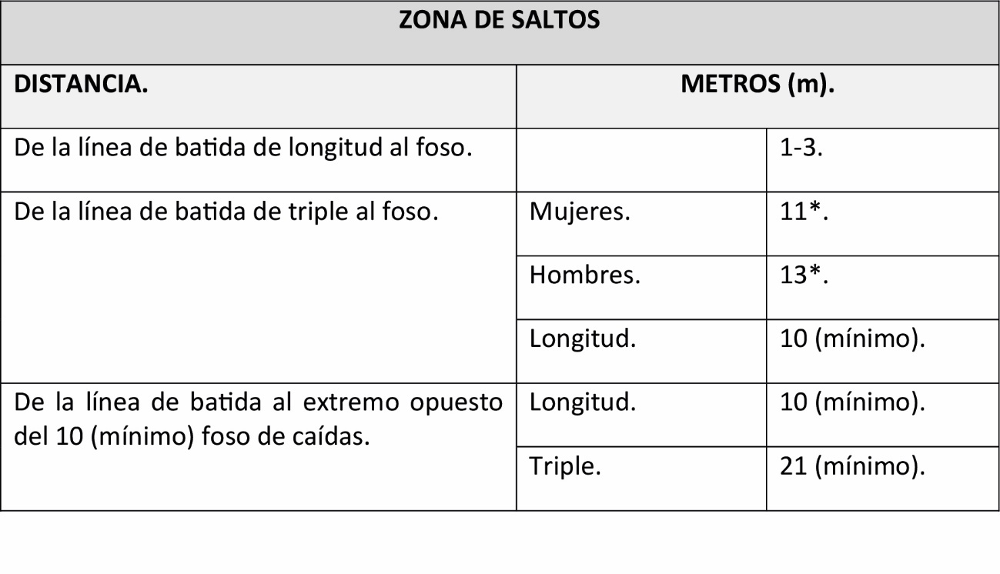 ZONA DE SALTOS
DISTANCIA.
METROS (m).
De la línea de batida de longitud al foso.
1-3.
De la línea de batida de triple al foso.
Mujeres.
11*.
Hombres.
13*.
Longitud.
10 (mínimo).
De la línea de batida al extremo opuesto
del 10 (mínimo) foso de caídas.
Longitud.
10 (mínimo).
Triple.
21 (mínimo).